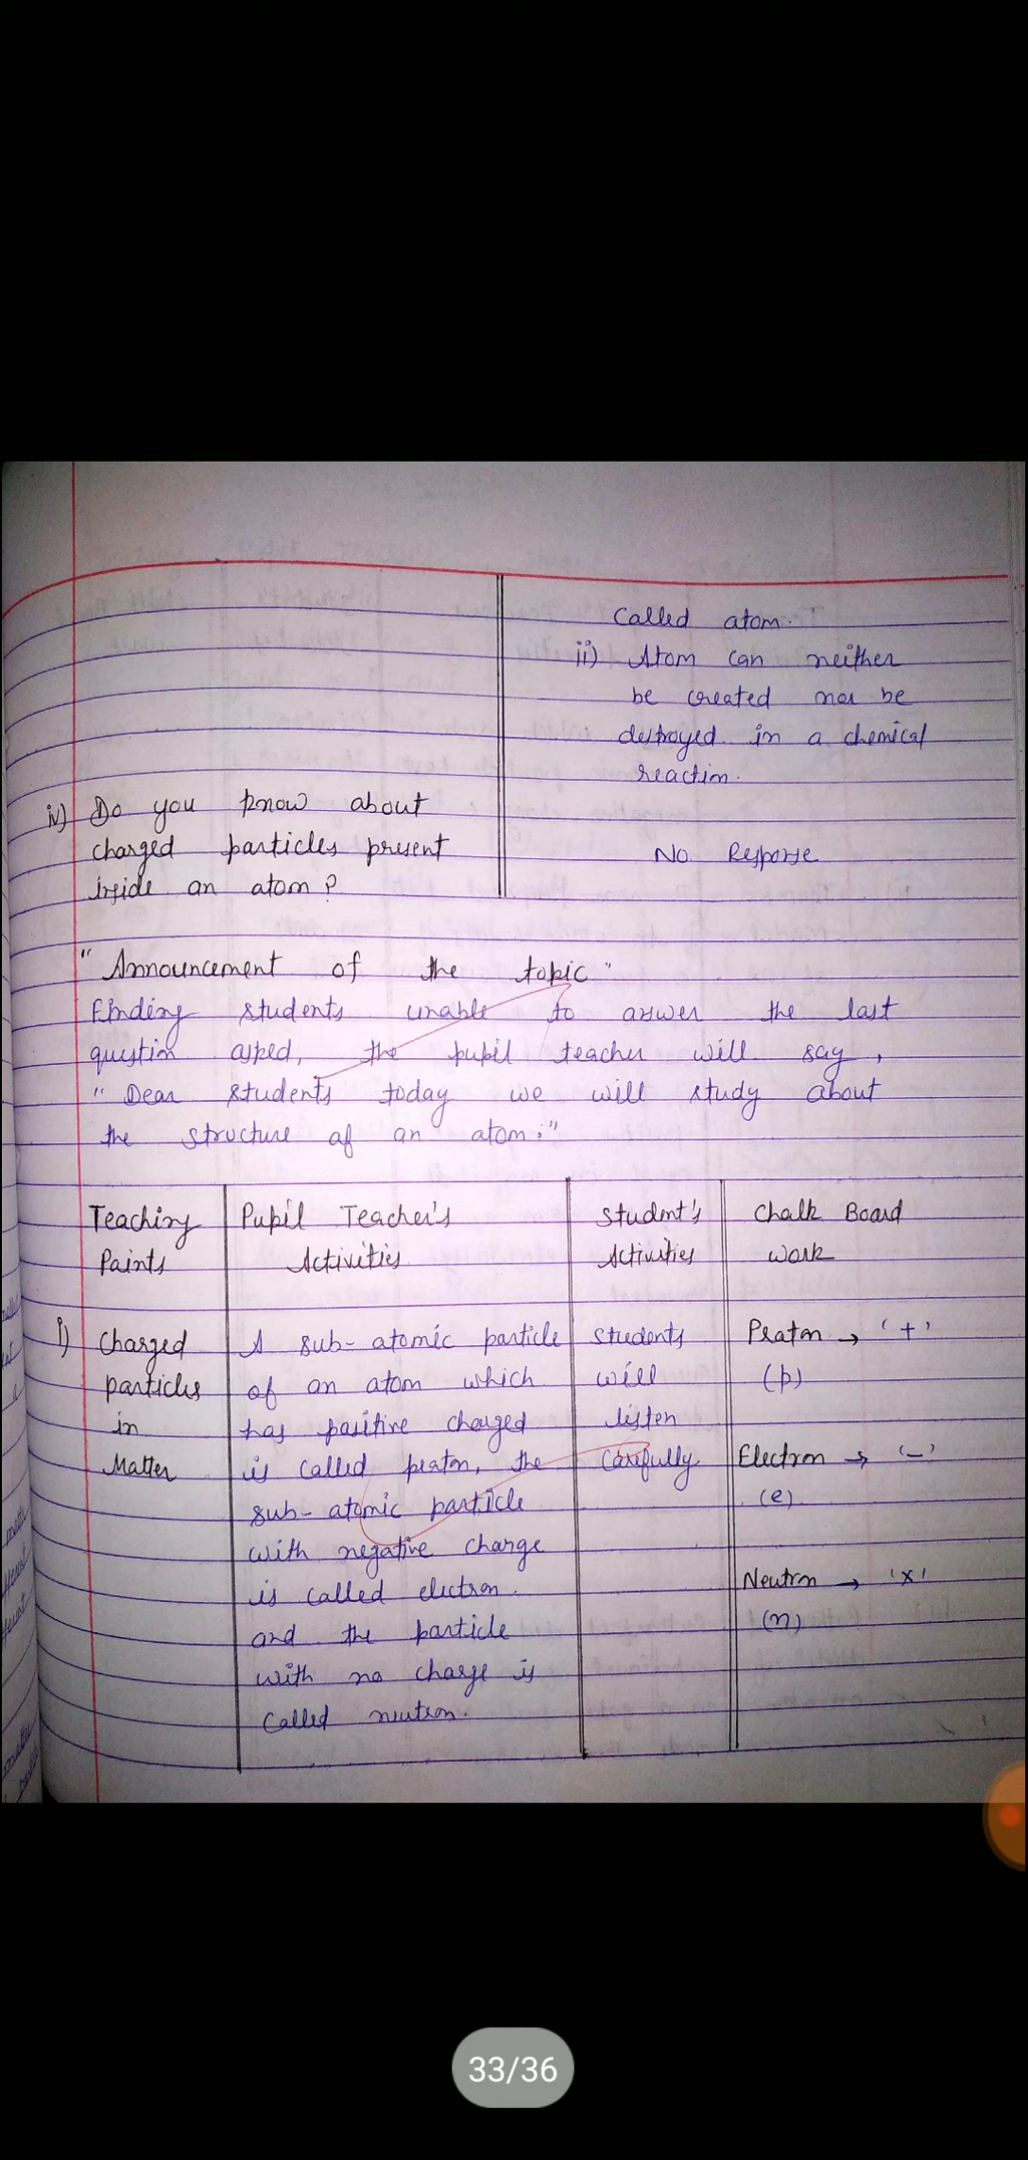 called atom.
ii) Atom can neither
be created nor be
destroyed in a chemical
reaction.
iv) Do you know about
charged particles present
inside an atom?
No Response
"Announcement of the topic"
Finding students unable to answer the last
question asked, the pupil teacher will say,
"Dear students today we will study about
the structure of an atom."
Teaching Points
Pupil Teacher's Activities
Student's Activities
Chalk Board Work
i) Charged
particles
in
Matter
A sub-atomic particle
of an atom which
has positive charged
is called proton, the
sub-atomic particle
with negative charge
is called electron.
and the particle
with no charge is
called neutron.
Students
will
listen
carefully.
Proton → '+'
(p)
Electron → '-'
(e)
Neutron → 'x'
(n)
33/36